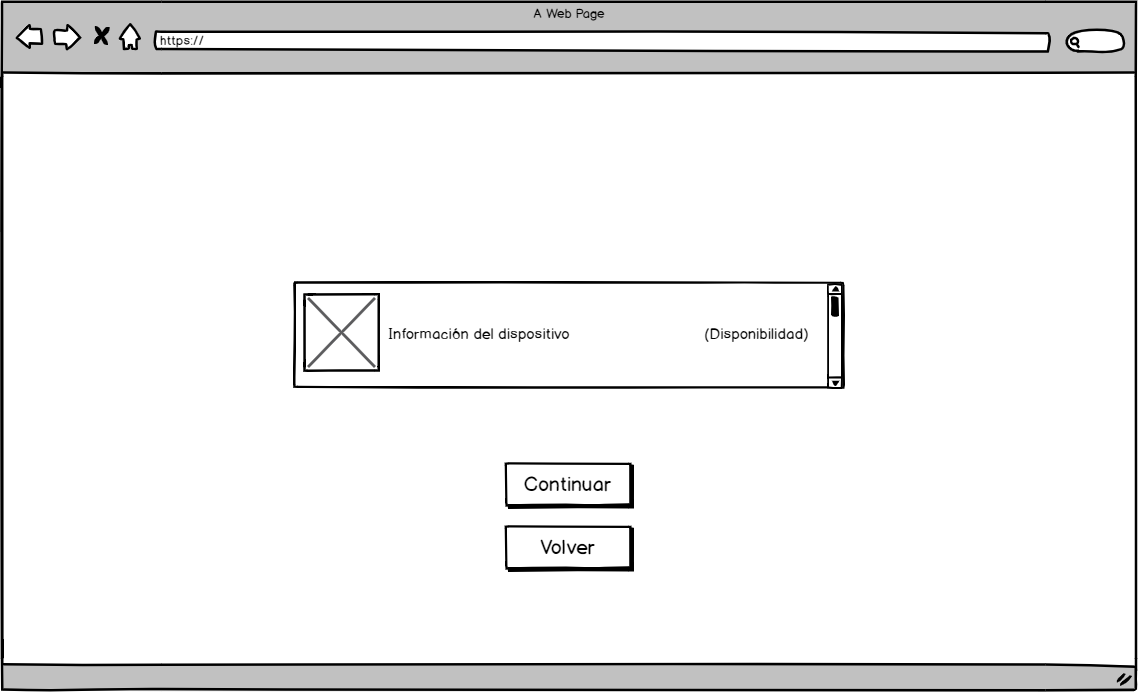 A Web Page
https://
Información del dispositivo
(Disponibilidad)
Continuar
Volver